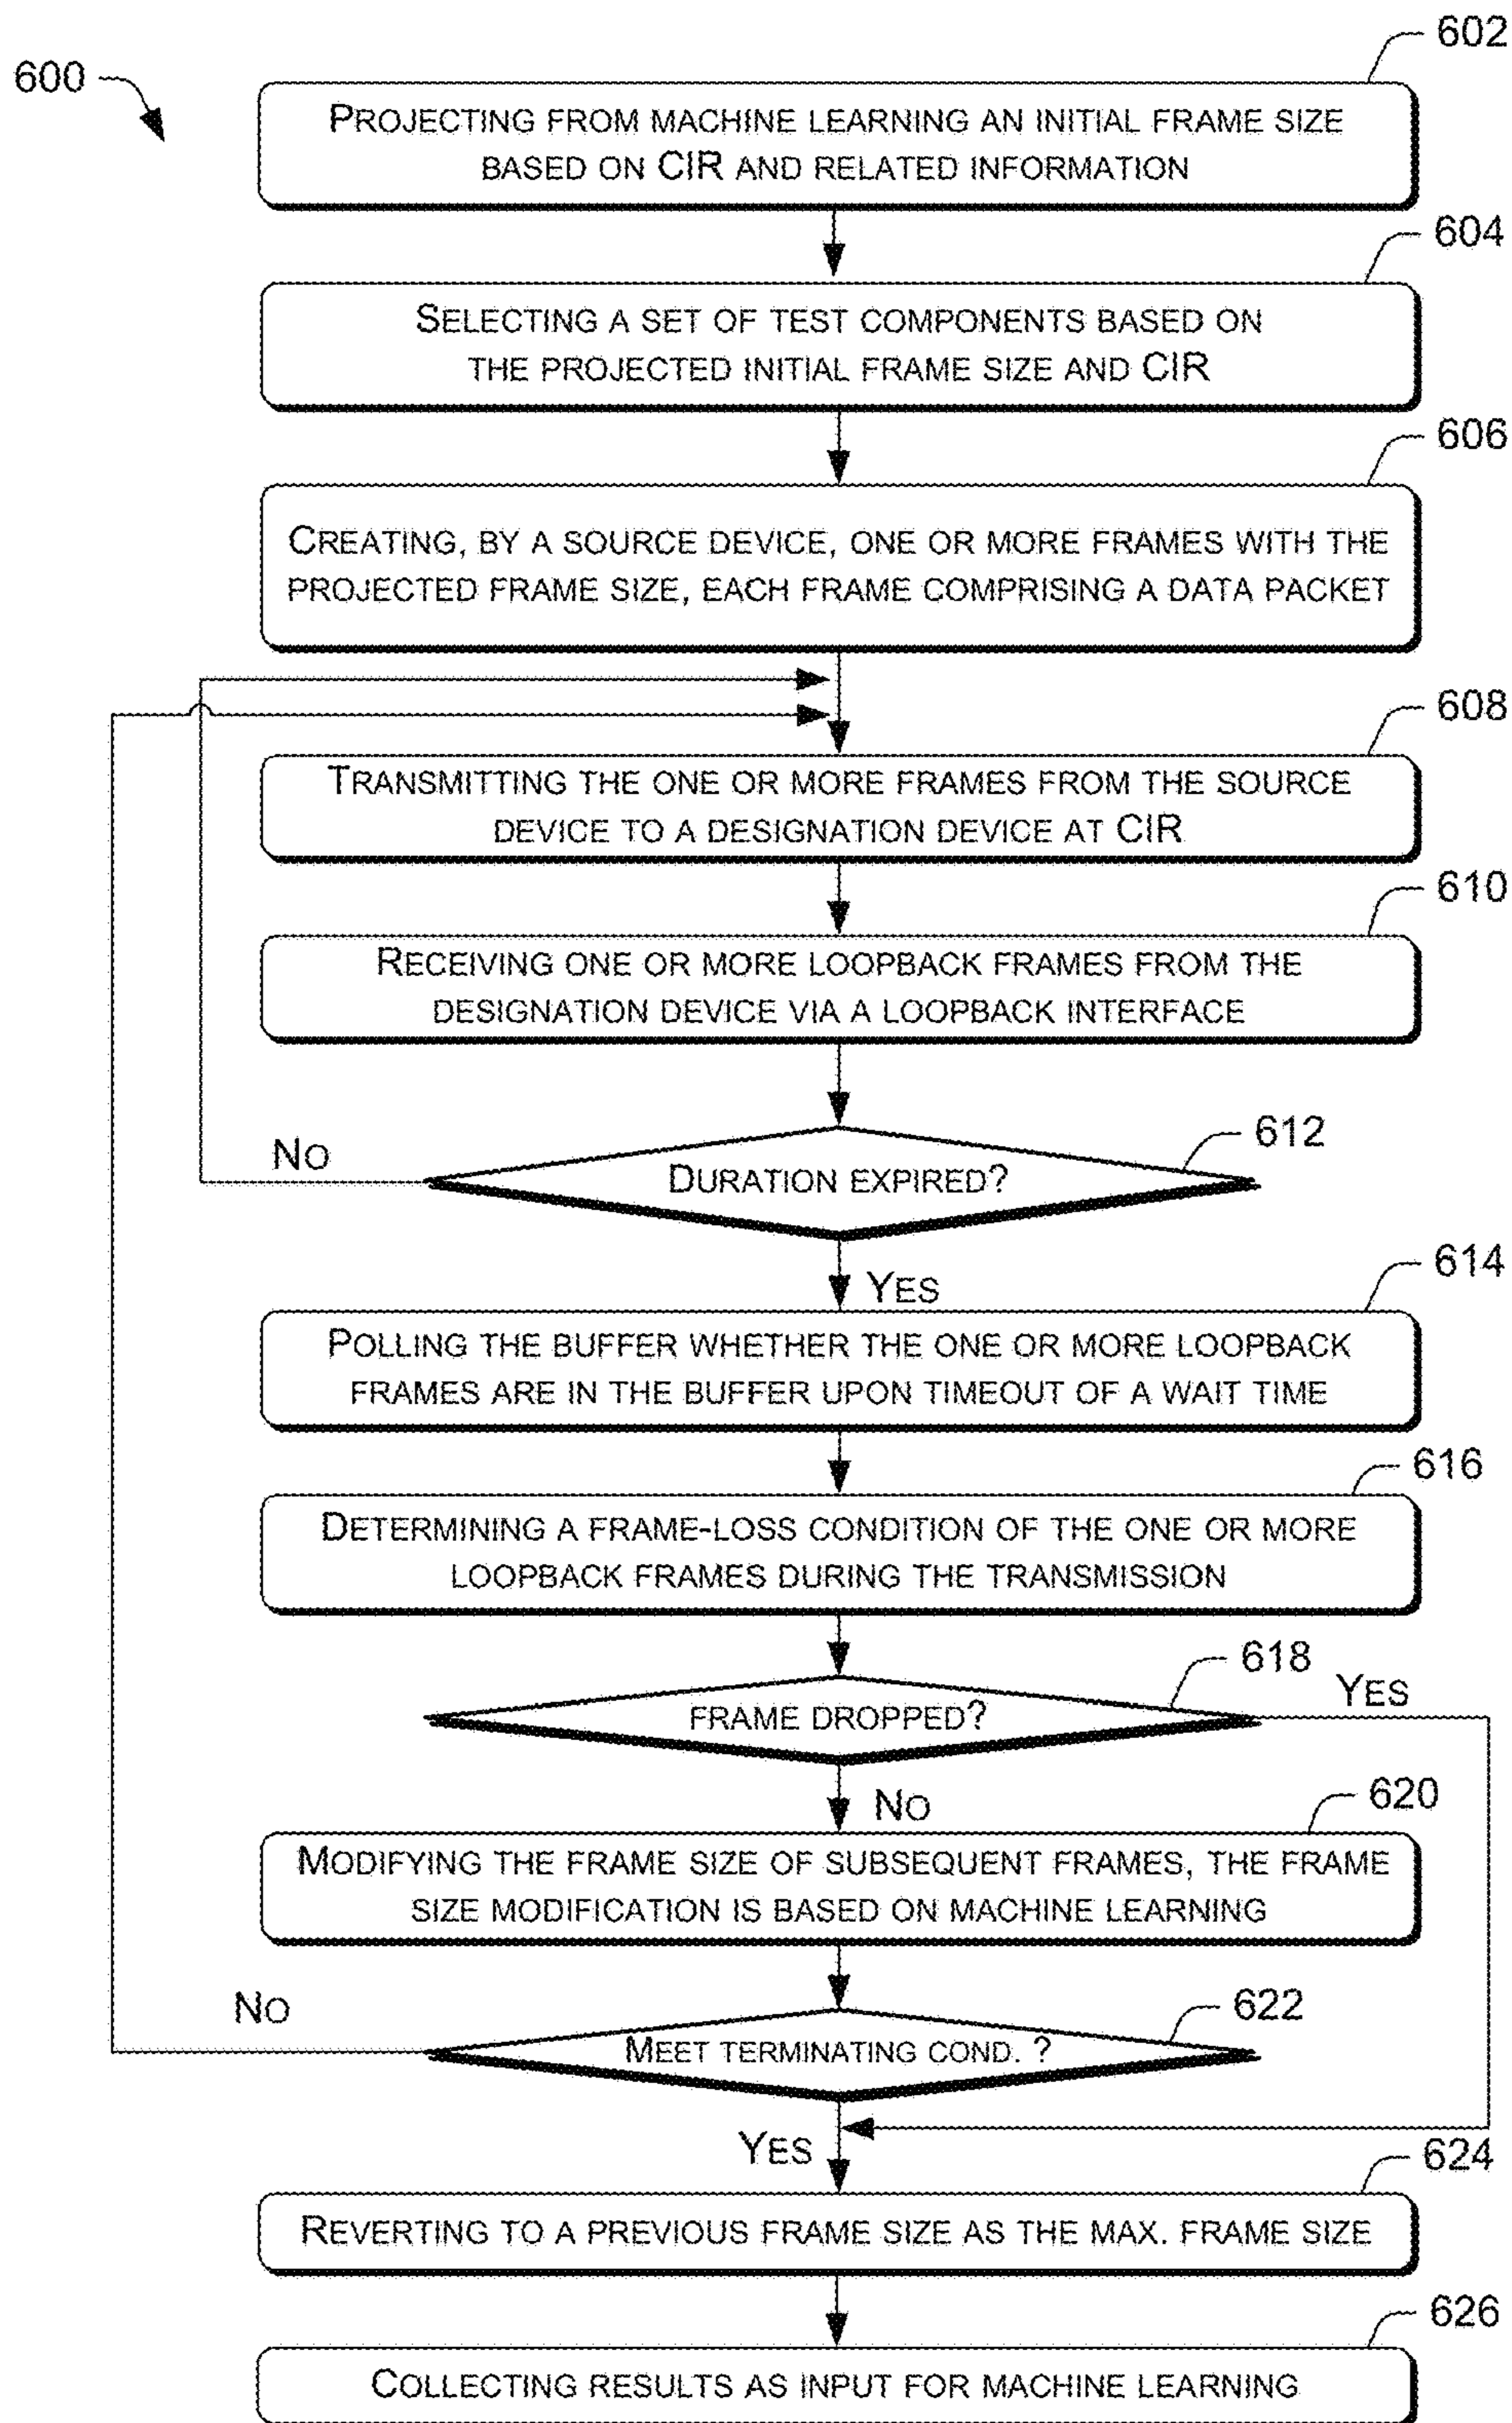 602
600
PROJECTING FROM MACHINE LEARNING AN INITIAL FRAME SIZE
BASED ON CIR AND RELATED INFORMATION
604
SELECTING A SET OF TEST COMPONENTS BASED ON
THE PROJECTED INITIAL FRAME SIZE AND CIR
606
CREATING, BY A SOURCE DEVICE, ONE OR MORE FRAMES WITH THE
PROJECTED FRAME SIZE, EACH FRAME COMPRISING A DATA PACKET
608
TRANSMITTING THE ONE OR MORE FRAMES FROM THE SOURCE
DEVICE TO A DESIGNATION DEVICE AT CIR
610
RECEIVING ONE OR MORE LOOPBACK FRAMES FROM THE
DESIGNATION DEVICE VIA A LOOPBACK INTERFACE
612
NO
DURATION EXPIRED?
614
YES
POLLING THE BUFFER WHETHER THE ONE OR MORE LOOPBACK
FRAMES ARE IN THE BUFFER UPON TIMEOUT OF A WAIT TIME
616
DETERMINING A FRAME-LOSS CONDITION OF THE ONE OR MORE
LOOPBACK FRAMES DURING THE TRANSMISSION
618
YES
FRAME DROPPED?
620
NO
MODIFYING THE FRAME SIZE OF SUBSEQUENT FRAMES, THE FRAME
SIZE MODIFICATION IS BASED ON MACHINE LEARNING
622
NO
MEET TERMINATING COND. ?
YES
624
REVERTING TO A PREVIOUS FRAME SIZE AS THE MAX. FRAME SIZE
626
COLLECTING RESULTS AS INPUT FOR MACHINE LEARNING